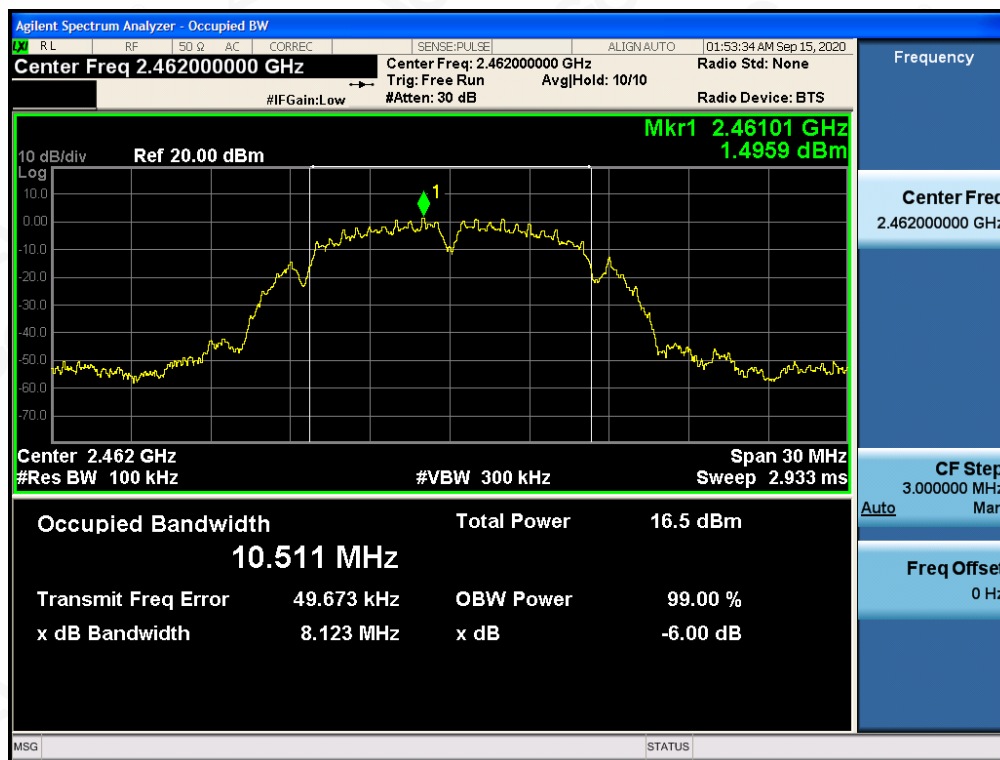 Agilent Spectrum Analyzer - Occupied BW
LXI RL RF 50 Ω AC CORREC SENSE:PULSE ALIGN AUTO 01:53:34 AM Sep 15, 2020
Center Freq 2.462000000 GHz
Center Freq: 2.462000000 GHz
Radio Std: None
Trig: Free Run Avg|Hold: 10/10
#IFGain:Low #Atten: 30 dB Radio Device: BTS
Mkr1 2.46101 GHz
1.4959 dBm
10 dB/div Ref 20.00 dBm
Log
10.0
1
0.00
-10.0
-20.0
-30.0
-40.0
-50.0
-60.0
-70.0
Center 2.462 GHz Span 30 MHz
#Res BW 100 kHz #VBW 300 kHz Sweep 2.933 ms
Occupied Bandwidth Total Power 16.5 dBm
10.511 MHz
Transmit Freq Error 49.673 kHz OBW Power 99.00 %
x dB Bandwidth 8.123 MHz x dB -6.00 dB
MSG STATUS
Frequency
Center Freq
2.462000000 GHz
CF Step
3.000000 MHz
Auto Man
Freq Offset
0 Hz